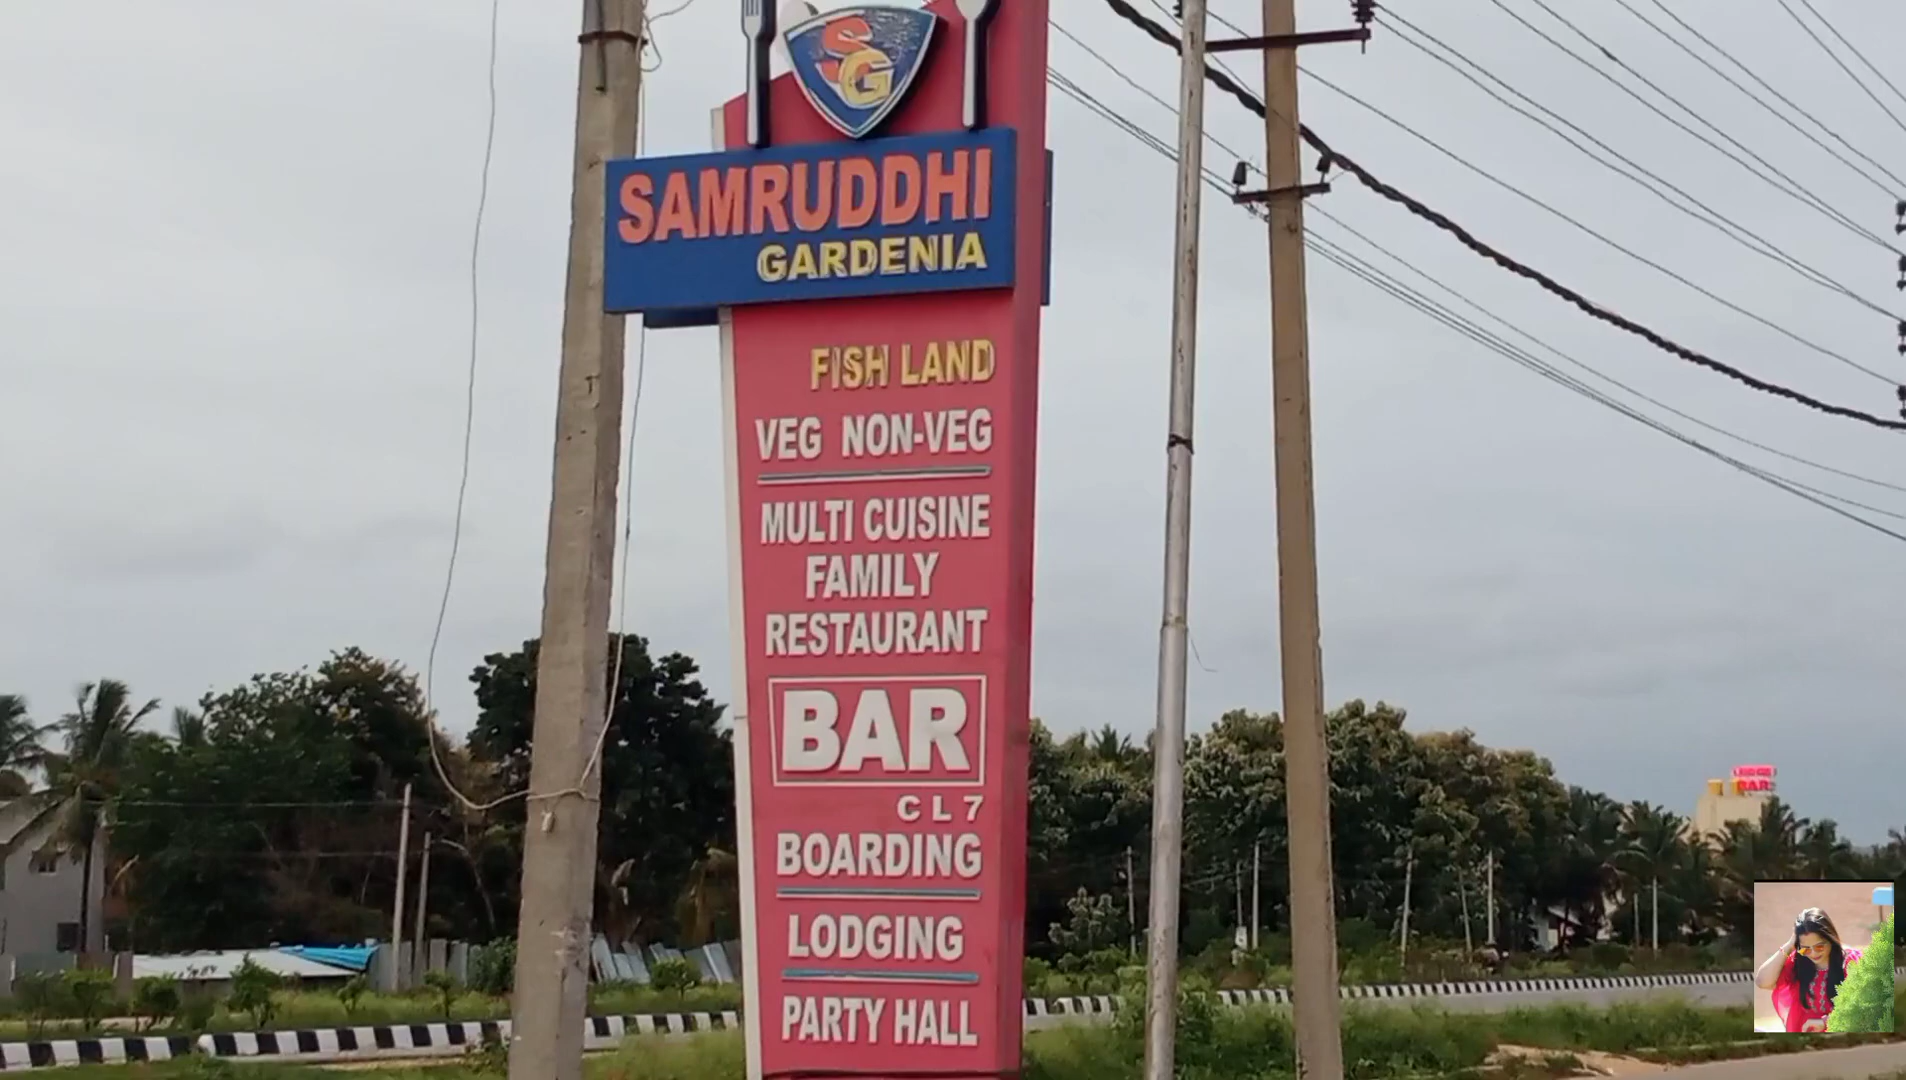 SG
SAMRUDDHI
GARDENIA
FISH LAND
VEG NON-VEG
MULTI CUISINE
FAMILY
RESTAURANT
BAR
CL7
BOARDING
LODGING
PARTY HALL
BAR